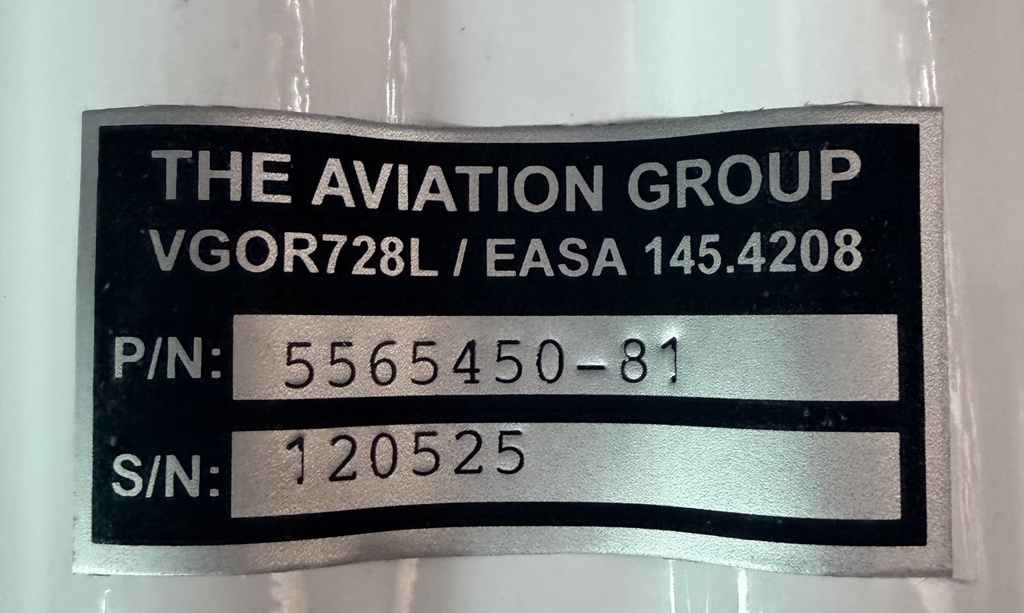 THE AVIATION GROUP
VGOR728L / EASA 145.4208
P/N: 5565450-81
S/N: 120525